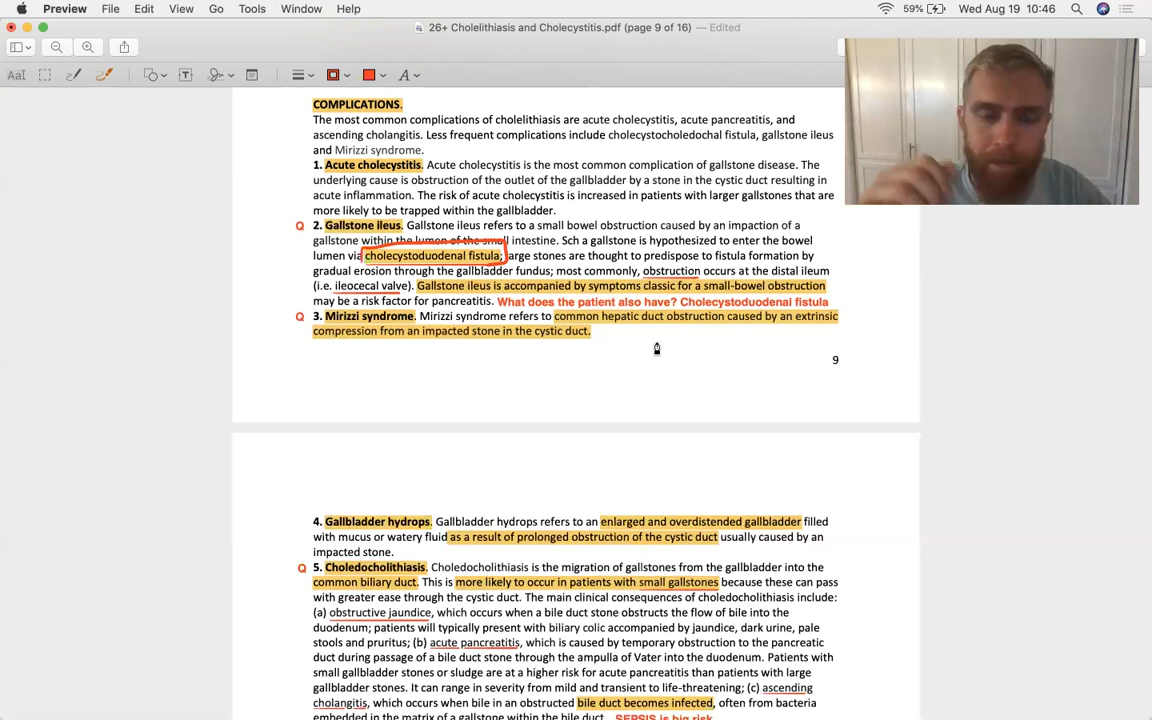 Preview File Edit View Go Tools Window Help 59% Wed Aug 19 10:46
26+ Cholelithiasis and Cholecystitis.pdf (page 9 of 16) — Edited
AaI T A
COMPLICATIONS.
The most common complications of cholelithiasis are acute cholecystitis, acute pancreatitis, and
ascending cholangitis. Less frequent complications include cholecystocholedochal fistula, gallstone ileus
and Mirizzi syndrome.
1. Acute cholecystitis. Acute cholecystitis is the most common complication of gallstone disease. The
underlying cause is obstruction of the outlet of the gallbladder by a stone in the cystic duct resulting in
acute inflammation. The risk of acute cholecystitis is increased in patients with larger gallstones that are
more likely to be trapped within the gallbladder.
Q 2. Gallstone ileus. Gallstone ileus refers to a small bowel obstruction caused by an impaction of a
gallstone within the lumen of the small intestine. Sch a gallstone is hypothesized to enter the bowel
lumen via cholecystoduodenal fistula; large stones are thought to predispose to fistula formation by
gradual erosion through the gallbladder fundus; most commonly, obstruction occurs at the distal ileum
(i.e. ileocecal valve). Gallstone ileus is accompanied by symptoms classic for a small-bowel obstruction
may be a risk factor for pancreatitis. What does the patient also have? Cholecystoduodenal fistula
Q 3. Mirizzi syndrome. Mirizzi syndrome refers to common hepatic duct obstruction caused by an extrinsic
compression from an impacted stone in the cystic duct.
9
4. Gallbladder hydrops. Gallbladder hydrops refers to an enlarged and overdistended gallbladder filled
with mucus or watery fluid as a result of prolonged obstruction of the cystic duct usually caused by an
impacted stone.
Q 5. Choledocholithiasis. Choledocholithiasis is the migration of gallstones from the gallbladder into the
common biliary duct. This is more likely to occur in patients with small gallstones because these can pass
with greater ease through the cystic duct. The main clinical consequences of choledocholithiasis include:
(a) obstructive jaundice, which occurs when a bile duct stone obstructs the flow of bile into the
duodenum; patients will typically present with biliary colic accompanied by jaundice, dark urine, pale
stools and pruritus; (b) acute pancreatitis, which is caused by temporary obstruction to the pancreatic
duct during passage of a bile duct stone through the ampulla of Vater into the duodenum. Patients with
small gallbladder stones or sludge are at a higher risk for acute pancreatitis than patients with large
gallbladder stones. It can range in severity from mild and transient to life-threatening; (c) ascending
cholangitis, which occurs when bile in an obstructed bile duct becomes infected, often from bacteria
embedded in the matrix of a gallstone within the bile duct. SEPSIS is big risk